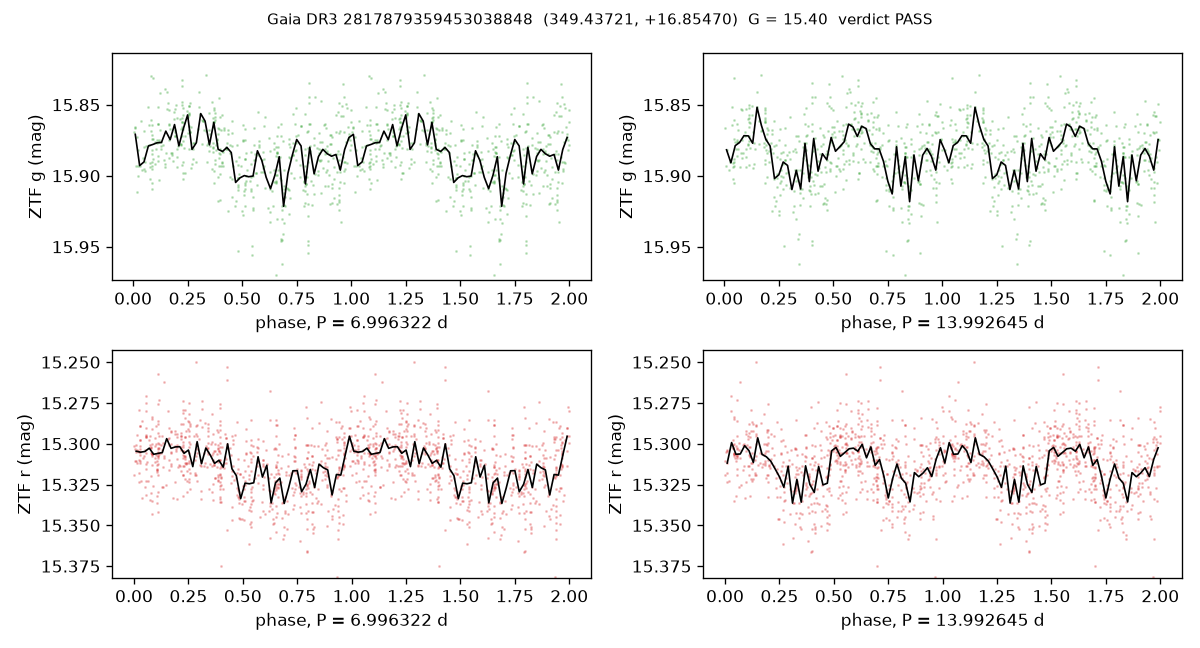 Gaia DR3 2817879359453038848 (349.43721, +16.85470) G = 15.40 verdict PASS
ZTF g (mag)
15.85
15.90
15.95
0.00 0.25 0.50 0.75 1.00 1.25 1.50 1.75 2.00
phase, P = 6.996322 d
ZTF g (mag)
15.85
15.90
15.95
0.00 0.25 0.50 0.75 1.00 1.25 1.50 1.75 2.00
phase, P = 13.992645 d
ZTF r (mag)
15.250
15.275
15.300
15.325
15.350
15.375
0.00 0.25 0.50 0.75 1.00 1.25 1.50 1.75 2.00
phase, P = 6.996322 d
ZTF r (mag)
15.250
15.275
15.300
15.325
15.350
15.375
0.00 0.25 0.50 0.75 1.00 1.25 1.50 1.75 2.00
phase, P = 13.992645 d